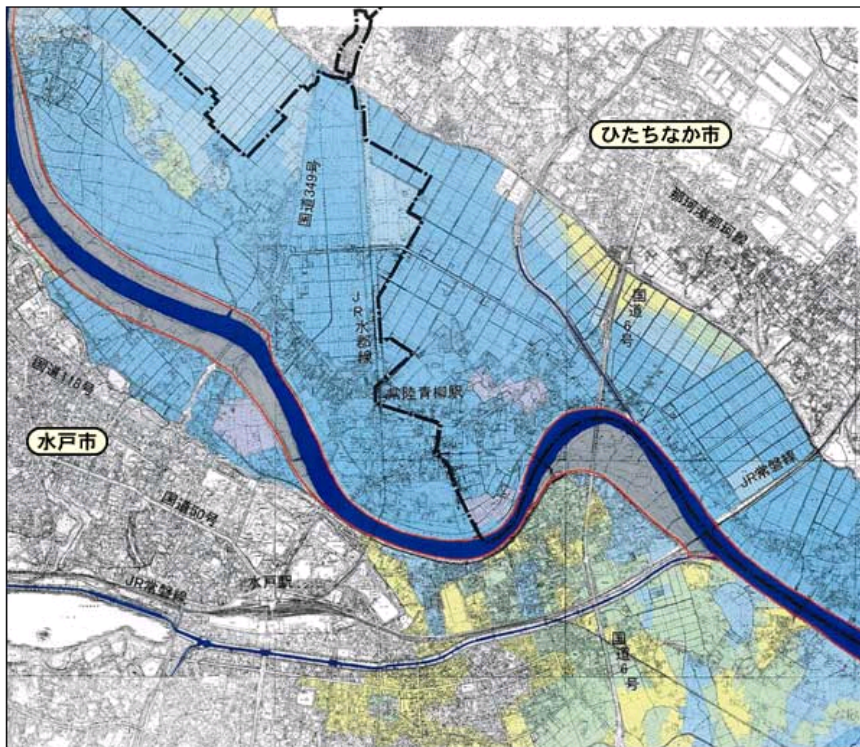 ひたちなか市
国道349号
那珂湊那珂線
国道6号
JR水郡線
常陸青柳駅
国道118号
水戸市
JR常磐線
国道50号
JR常磐線
水戸駅
国道6号